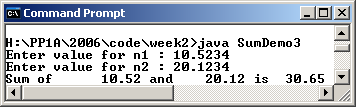 Command Prompt
H:\PP1A\2006\code\week2>java SumDemo3
Enter value for n1 : 10.5234
Enter value for n2 : 20.1234
Sum of      10.52 and    20.12 is  30.65